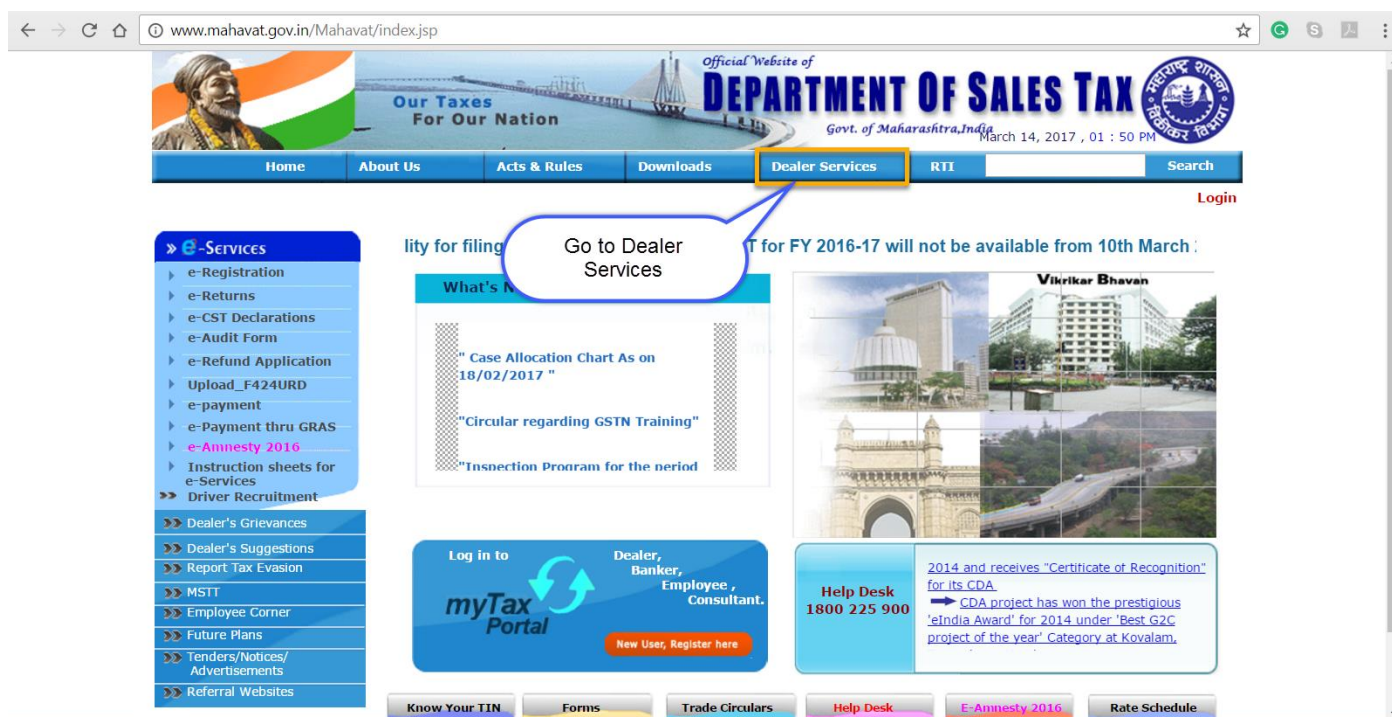 www.mahavat.gov.in/Mahavat/index.jsp
Our Taxes
For Our Nation
Official Website of
DEPARTMENT OF SALES TAX
Govt. of Maharashtra,India
March 14, 2017 , 01 : 50 PM
महाराष्ट्र शासन
विक्रीकर विभाग
Home About Us Acts & Rules Downloads Dealer Services RTI Search
Login
Go to Dealer
Services
lity for filing T for FY 2016-17 will not be available from 10th March
» e-Services
e-Registration
e-Returns
e-CST Declarations
e-Audit Form
e-Refund Application
Upload_F424URD
e-payment
e-Payment thru GRAS
e-Amnesty 2016
Instruction sheets for
e-Services
Driver Recruitment
Dealer's Grievances
Dealer's Suggestions
Report Tax Evasion
MSTT
Employee Corner
Future Plans
Tenders/Notices/
Advertisements
Referral Websites
What's N
" Case Allocation Chart As on
18/02/2017 "
"Circular regarding GSTN Training"
"Inspection Program for the period
Vikrikar Bhavan
Log in to
myTax
Portal
Dealer,
Banker,
Employee ,
Consultant.
New User, Register here
Help Desk
1800 225 900
2014 and receives "Certificate of Recognition"
for its CDA
CDA project has won the prestigious
'eIndia Award' for 2014 under 'Best G2C
project of the year' Category at Kovalam,
Know Your TIN Forms Trade Circulars Help Desk E-Amnesty 2016 Rate Schedule